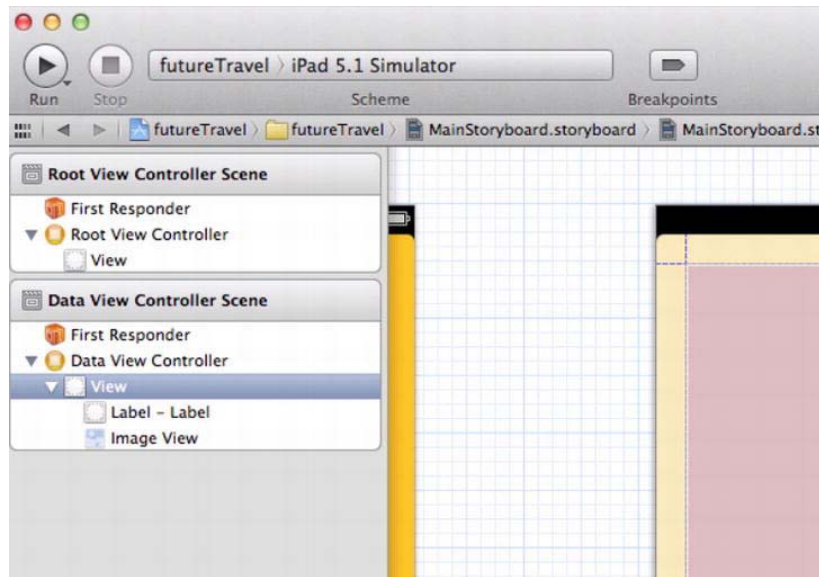 futureTravel iPad 5.1 Simulator
Run Stop Scheme Breakpoints
futureTravel futureTravel MainStoryboard.storyboard MainStoryboard.st
Root View Controller Scene
First Responder
Root View Controller
View
Data View Controller Scene
First Responder
Data View Controller
View
Label – Label
Image View